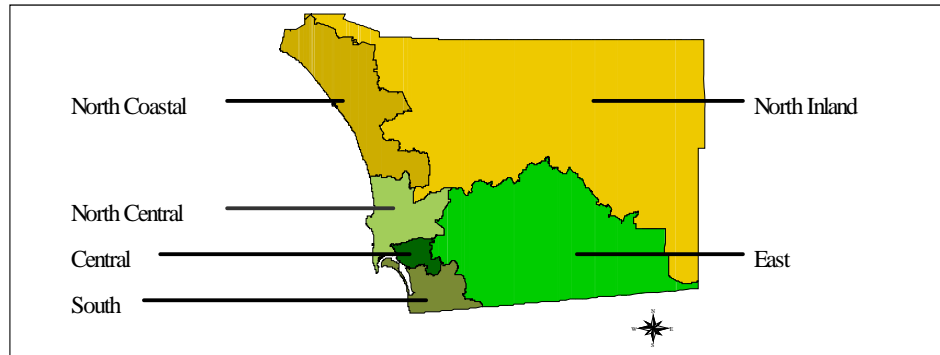 North Coastal
North Inland
North Central
Central
East
South
N
W E
S